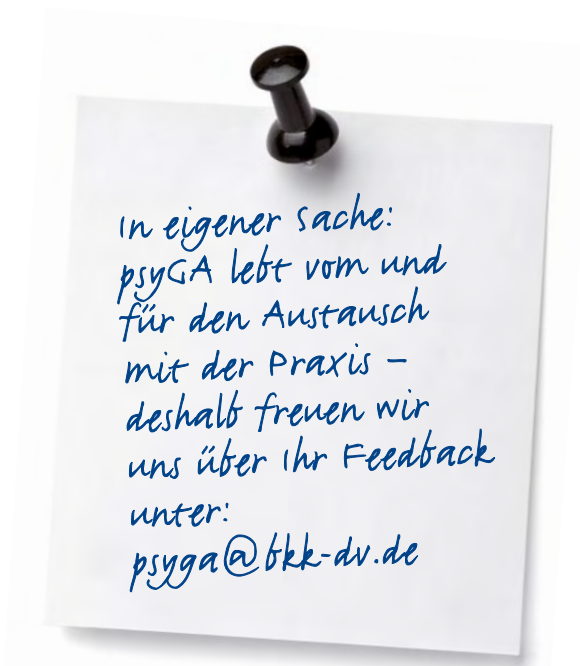 In eigener Sache:
psyGA lebt vom und
für den Austausch
mit der Praxis –
deshalb freuen wir
uns über Ihr Feedback
unter:
psyga@bkk-dv.de